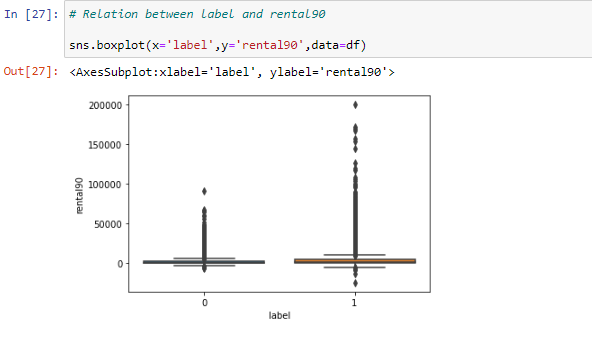 In [27]: # Relation between label and rental90
sns.boxplot(x='label',y='rental90',data=df)
Out[27]: <AxesSubplot:xlabel='label', ylabel='rental90'>
200000
150000
100000
50000
0
rental90
0 1
label